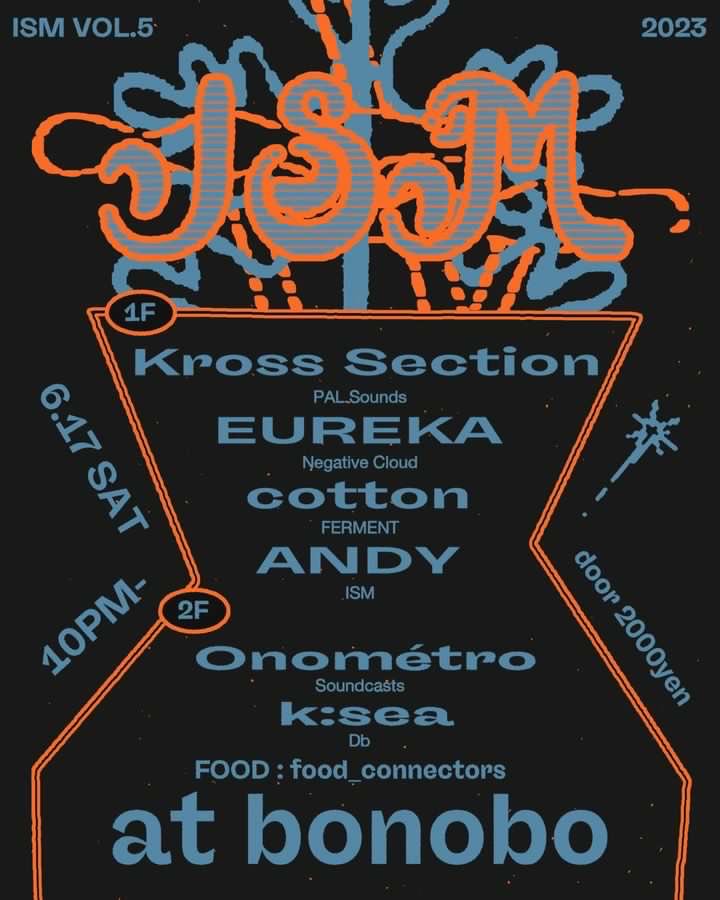 ISM VOL.5
2023
ISM
1F
Kross Section
PAL.Sounds
EUREKA
Negative Cloud
cotton
FERMENT
ANDY
ISM
6.17 SAT
10PM-
door 2000yen
2F
Onométro
Soundcasts
k:sea
Db
FOOD : food_connectors
at bonobo